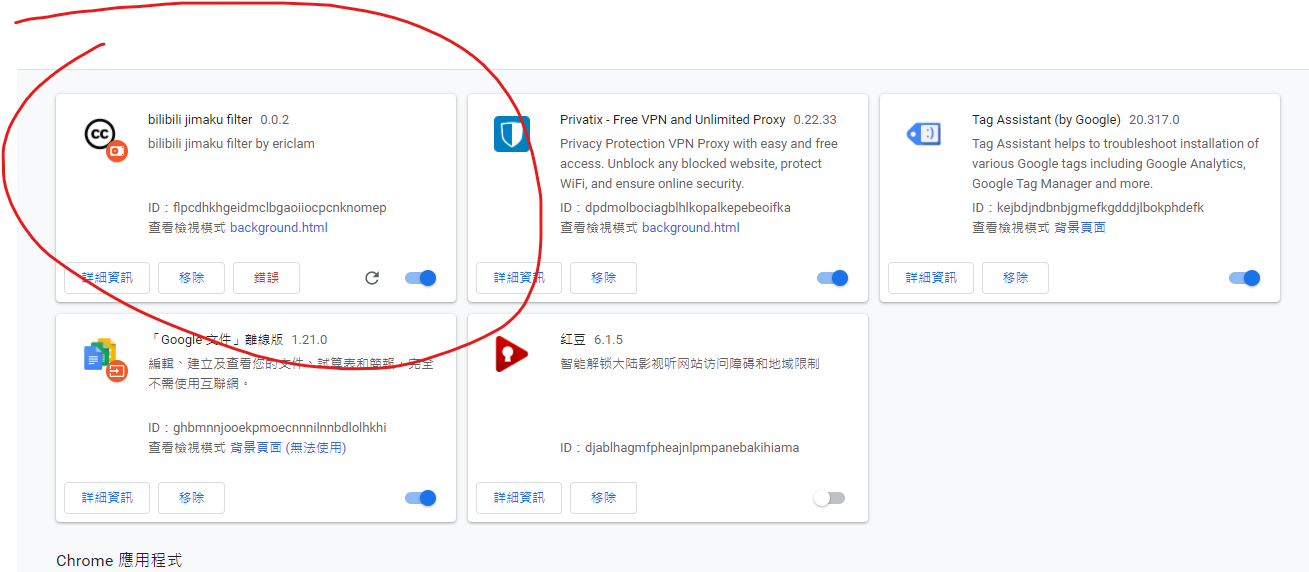 bilibili jimaku filter 0.0.2
bilibili jimaku filter by ericlam
ID：flpcdhkhgeidmclbgaoiiocpcnknomep
查看檢視模式 background.html
詳細資訊 移除 錯誤
Privatix - Free VPN and Unlimited Proxy 0.22.33
Privacy Protection VPN Proxy with easy and free
access. Unblock any blocked website, protect
WiFi, and ensure online security.
ID：dpdmolbociagblhlkopalkepebeoifka
查看檢視模式 background.html
詳細資訊 移除
Tag Assistant (by Google) 20.317.0
Tag Assistant helps to troubleshoot installation of
various Google tags including Google Analytics,
Google Tag Manager and more.
ID：kejbdjndbnbjgmefkgdddjlbokphdefk
查看檢視模式 背景頁面
詳細資訊 移除
「Google 文件」離線版 1.21.0
編輯、建立及查看您的文件、試算表和簡報，完全
不需使用互聯網。
ID：ghbmnnjooekpmoecnnnilnnbdlolhkhi
查看檢視模式 背景頁面 (無法使用)
詳細資訊 移除
红豆 6.1.5
智能解锁大陆影视听网站访问障碍和地域限制
ID：djablhagmfpheajnlpmpanebakihiama
詳細資訊 移除
Chrome 應用程式